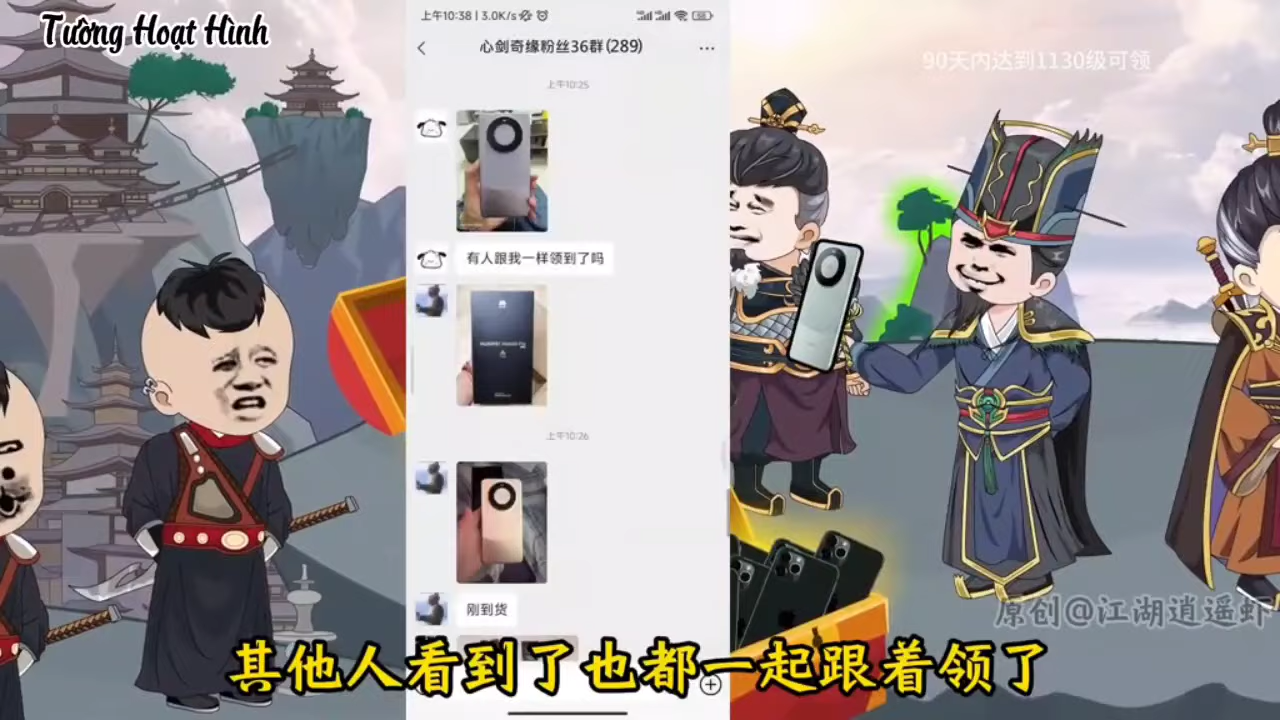 Tường Hoạt Hình
上午10:38 | 3.0K/s
心剑奇缘粉丝36群(289)
90天内达到1130级可领
上午10:25
有人跟我一样领到了吗
上午10:26
刚到货
原创@江湖逍遥虾
其他人看到了也都一起跟着领了